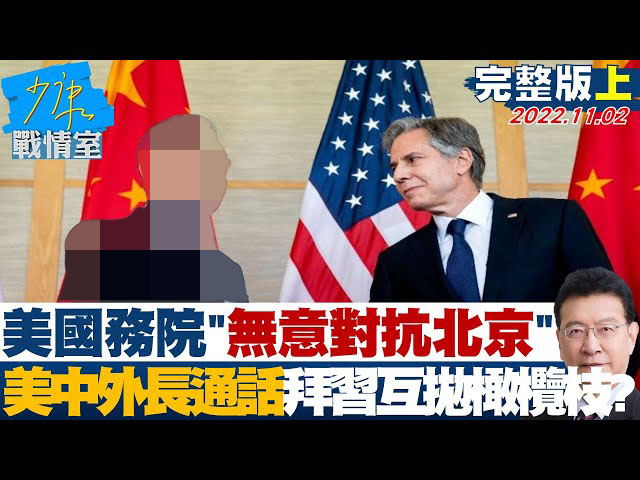 少康
戰情室
完整版上
2022.11.02
美國務院"無意對抗北京"
美中外長通話拜習互拋橄欖枝?